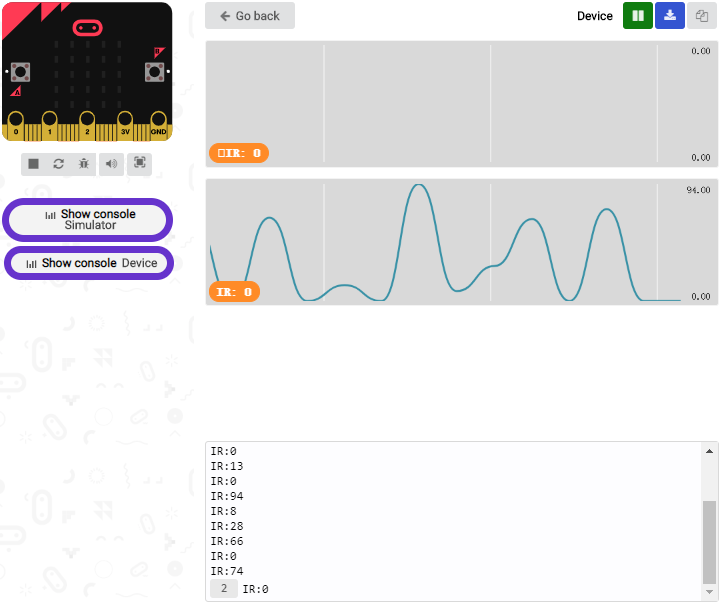 Go back
Device
0.00
□IR: 0
0.00
94.00
IR: 0
0.00
B
A
0 1 2 3V GND
Show console
Simulator
Show console Device
IR:0
IR:13
IR:0
IR:94
IR:8
IR:28
IR:66
IR:0
IR:74
2 IR:0